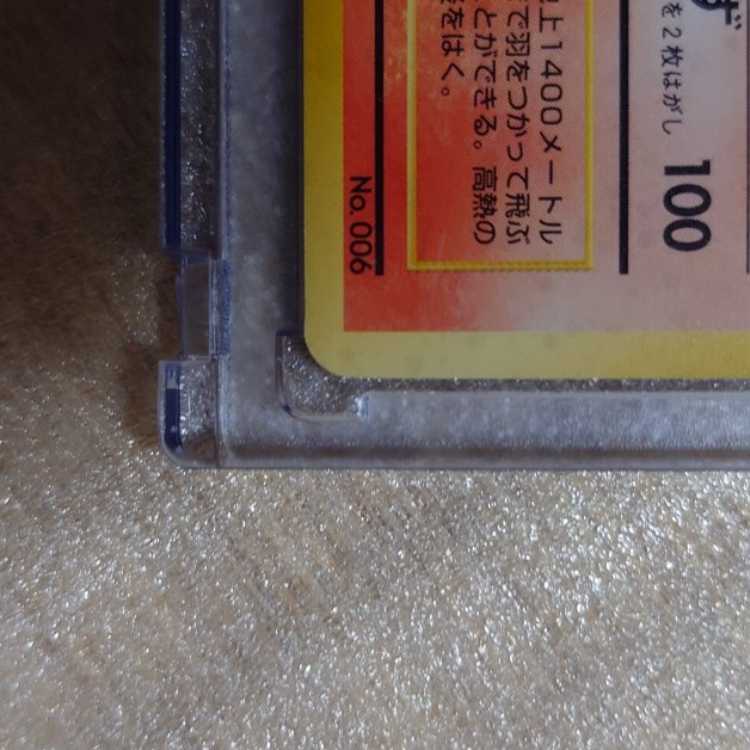 ず
を2枚はがし
100
上1400メートル
で羽をつかって飛ぶ
とができる。高熱の
をはく。
No. 006